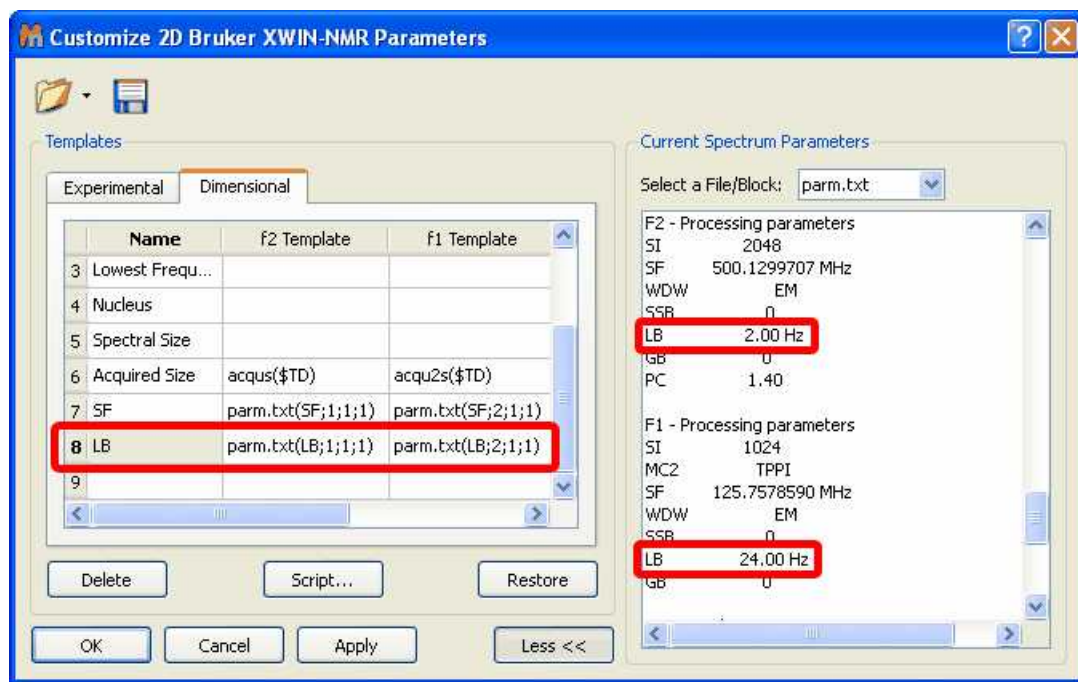 Customize 2D Bruker XWIN-NMR Parameters
Templates
Experimental Dimensional
Name f2 Template f1 Template
3 Lowest Frequ...
4 Nucleus
5 Spectral Size
6 Acquired Size acqus($TD) acqu2s($TD)
7 SF parm.txt(SF;1;1;1) parm.txt(SF;2;1;1)
8 LB parm.txt(LB;1;1;1) parm.txt(LB;2;1;1)
9
Delete Script... Restore
OK Cancel Apply Less <<
Current Spectrum Parameters
Select a File/Block: parm.txt
F2 - Processing parameters
SI 2048
SF 500.1299707 MHz
WDW EM
SSB 0
LB 2.00 Hz
GB 0
PC 1.40
F1 - Processing parameters
SI 1024
MC2 TPPI
SF 125.7578590 MHz
WDW EM
SSB 0
LB 24.00 Hz
GB 0